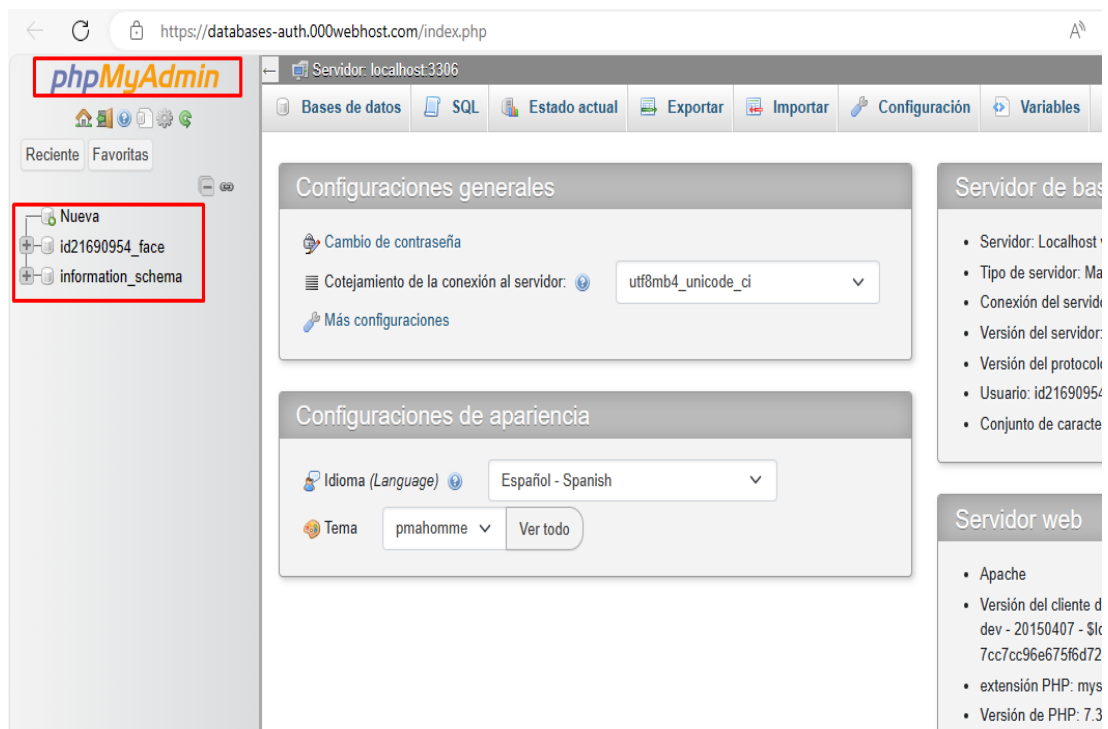 https://databases-auth.000webhost.com/index.php
phpMyAdmin
Reciente Favoritas
Nueva
id21690954_face
information_schema
Servidor: localhost:3306
Bases de datos SQL Estado actual Exportar Importar Configuración Variables
Configuraciones generales
Cambio de contraseña
Cotejamiento de la conexión al servidor: utf8mb4_unicode_ci
Más configuraciones
Configuraciones de apariencia
Idioma (Language) Español - Spanish
Tema pmahomme Ver todo
Servidor de bas
Servidor: Localhost
Tipo de servidor: Ma
Conexión del servido
Versión del servidor:
Versión del protocol
Usuario: id21690954
Conjunto de caracte
Servidor web
Apache
Versión del cliente d
dev - 20150407 - $Id
7cc7cc96e675f6d72
extensión PHP: mys
Versión de PHP: 7.3